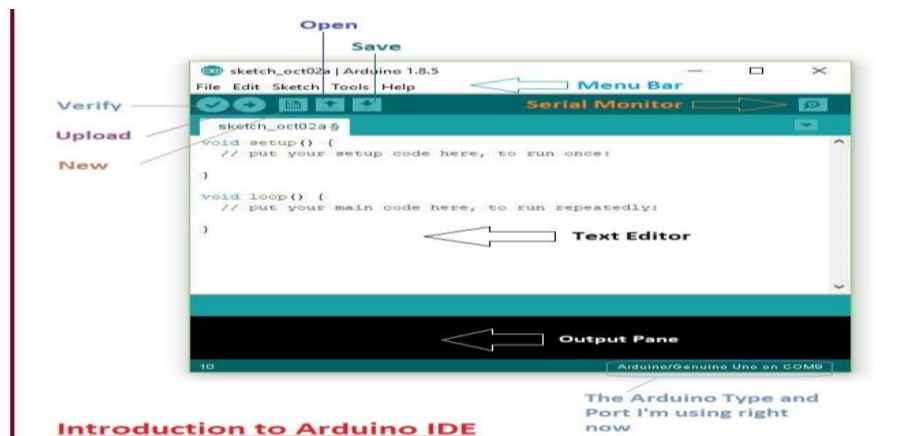 Open
Save
sketch_oct02a | Arduino 1.8.5
File Edit Sketch Tools Help
Menu Bar
Verify
Serial Monitor
Upload
sketch_oct02a §
New
void setup() {
// put your setup code here, to run once:
}
void loop() {
// put your main code here, to run repeatedly:
}
Text Editor
Output Pane
10
Arduino/Genuino Uno on COM9
The Arduino Type and
Port I'm using right
now
Introduction to Arduino IDE